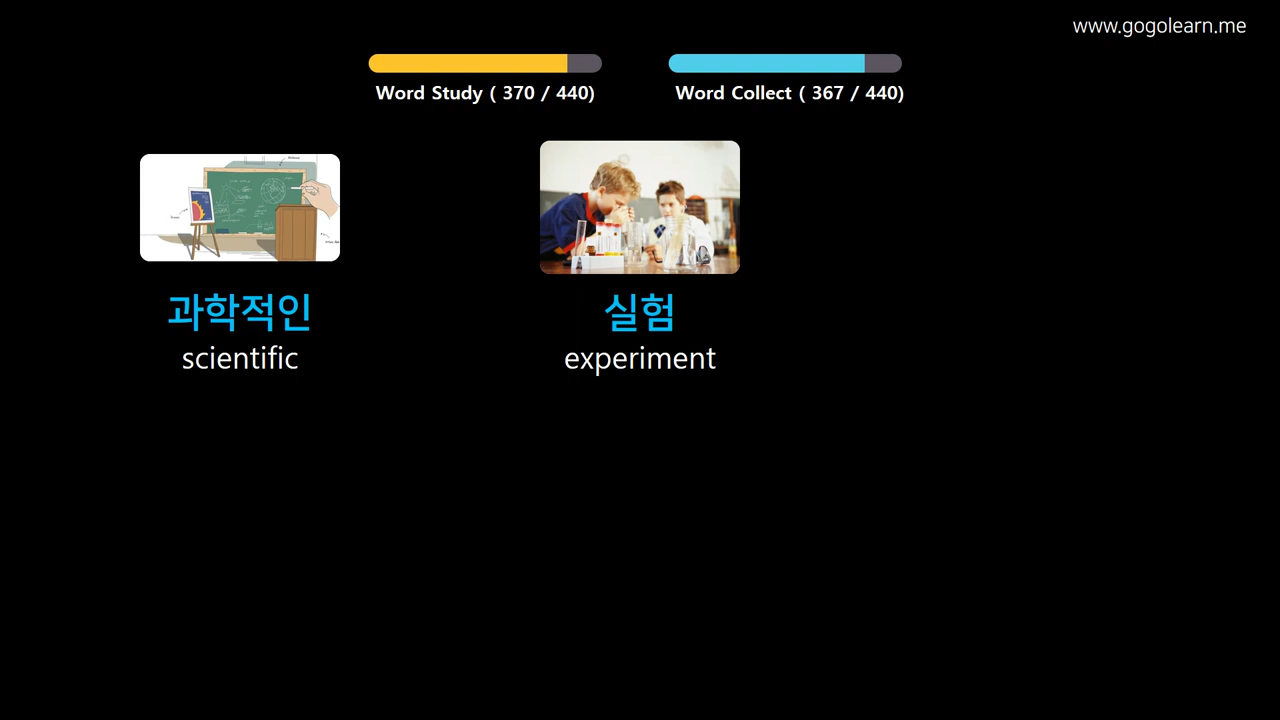 www.gogolearn.me
Word Study ( 370 / 440)
Word Collect ( 367 / 440)
과학적인
scientific
실험
experiment